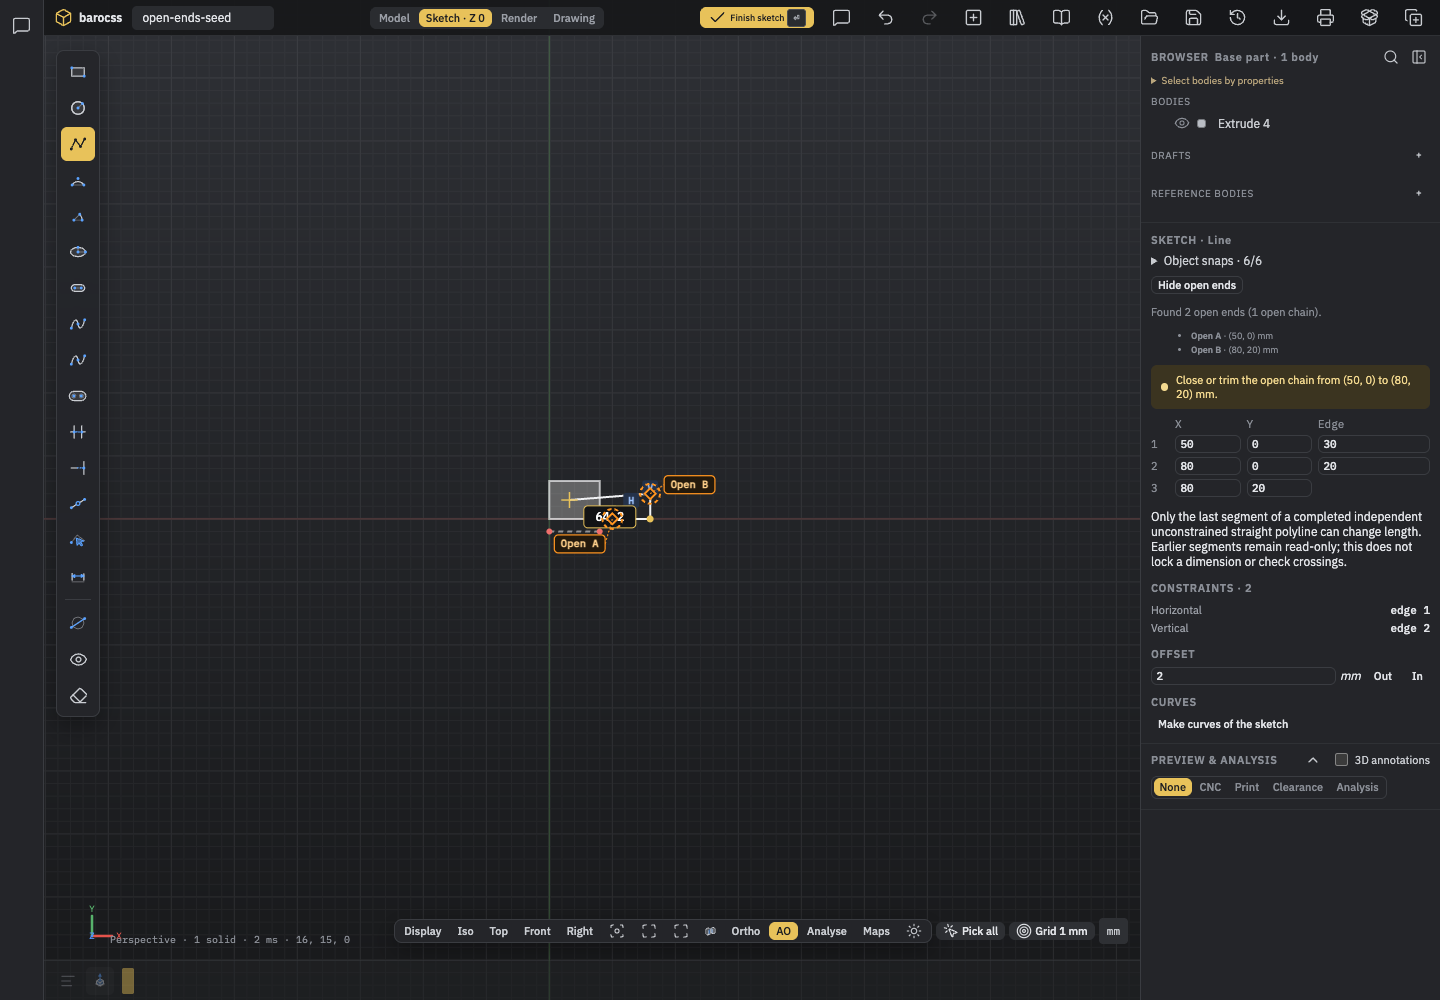 barocss
open-ends-seed
Model
Sketch · Z 0
Render
Drawing
Finish sketch
BROWSER Base part · 1 body
Select bodies by properties
BODIES
Extrude 4
DRAFTS
REFERENCE BODIES
SKETCH · Line
Object snaps · 6/6
Hide open ends
Found 2 open ends (1 open chain).
Open A · (50, 0) mm
Open B · (80, 20) mm
Close or trim the open chain from (50, 0) to (80,
20) mm.
X Y Edge
1 50 0 30
2 80 0 20
3 80 20
Only the last segment of a completed independent
unconstrained straight polyline can change length.
Earlier segments remain read-only; this does not
lock a dimension or check crossings.
CONSTRAINTS · 2
Horizontal edge 1
Vertical edge 2
OFFSET
2 mm Out In
CURVES
Make curves of the sketch
PREVIEW & ANALYSIS
3D annotations
None CNC Print Clearance Analysis
Open B
H
Open A
Y
X
Z
Perspective · 1 solid · 2 ms · 16, 15, 0
Display Iso Top Front Right Ortho AO Analyse Maps
Pick all
Grid 1 mm
mm